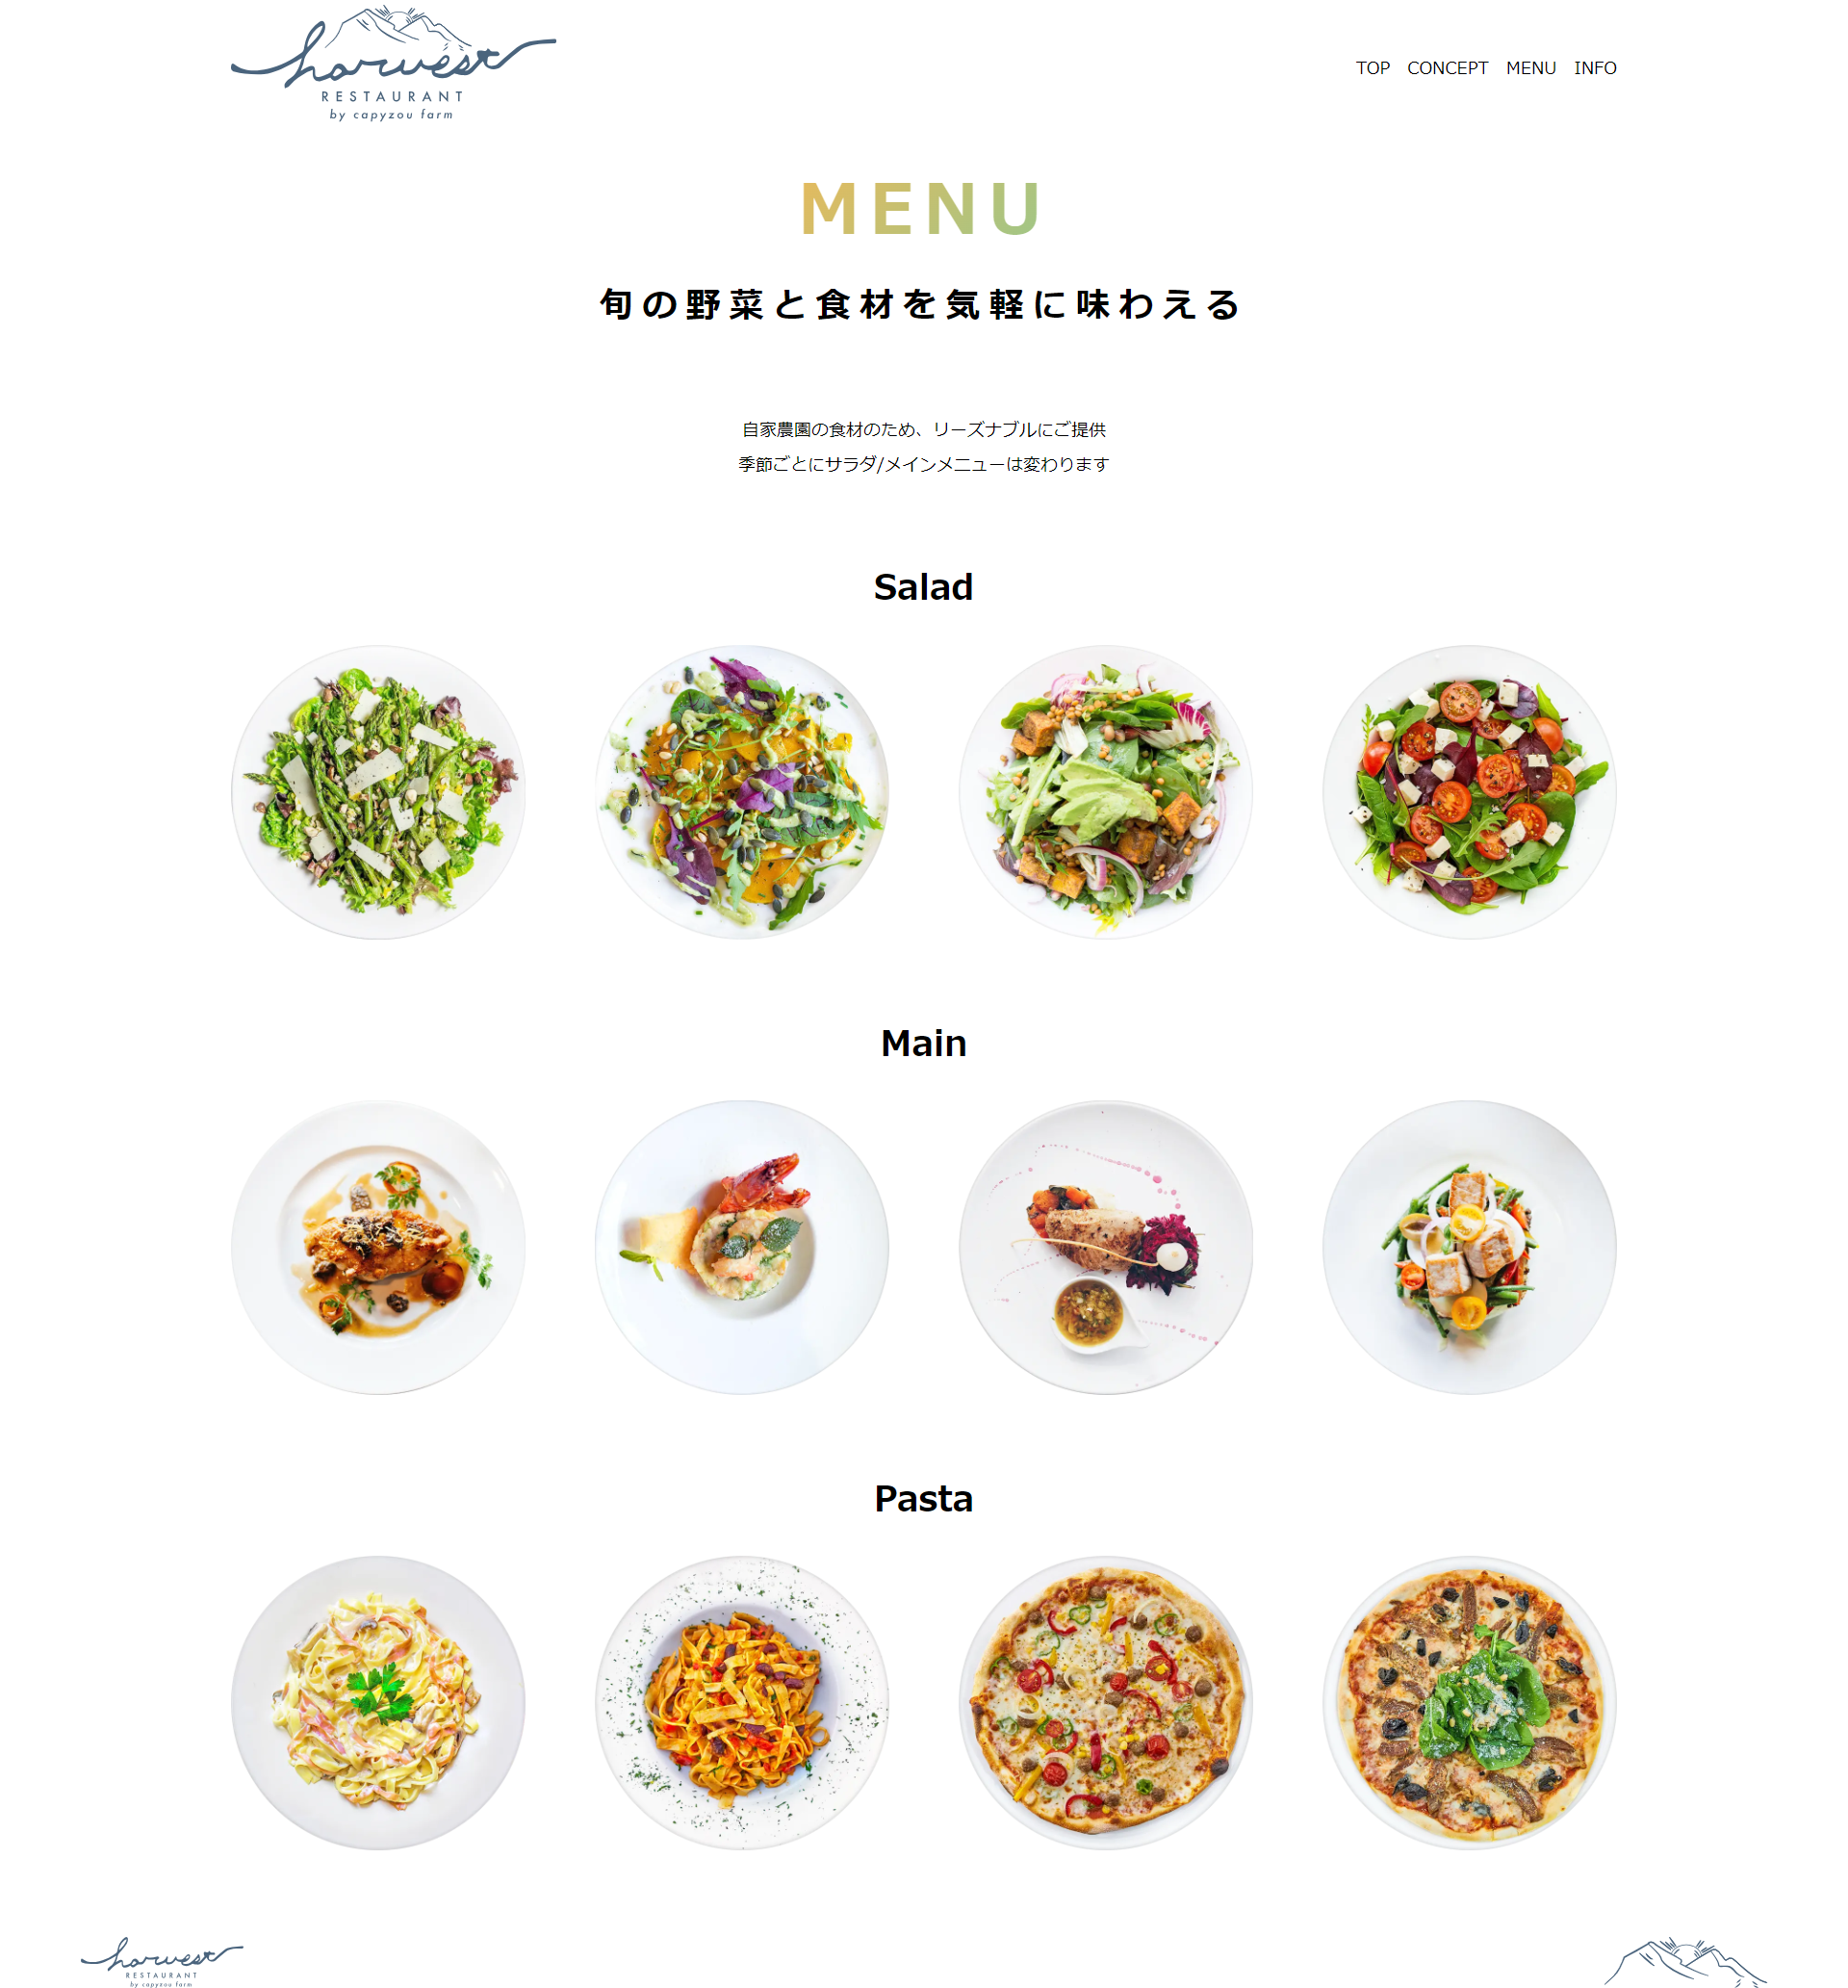 harvest
RESTAURANT
by capyzou farm
TOP CONCEPT MENU INFO
MENU
旬の野菜と食材を気軽に味わえる
自家農園の食材のため、リーズナブルにご提供
季節ごとにサラダ/メインメニューは変わります
Salad
Main
Pasta
harvest
RESTAURANT
by capyzou farm